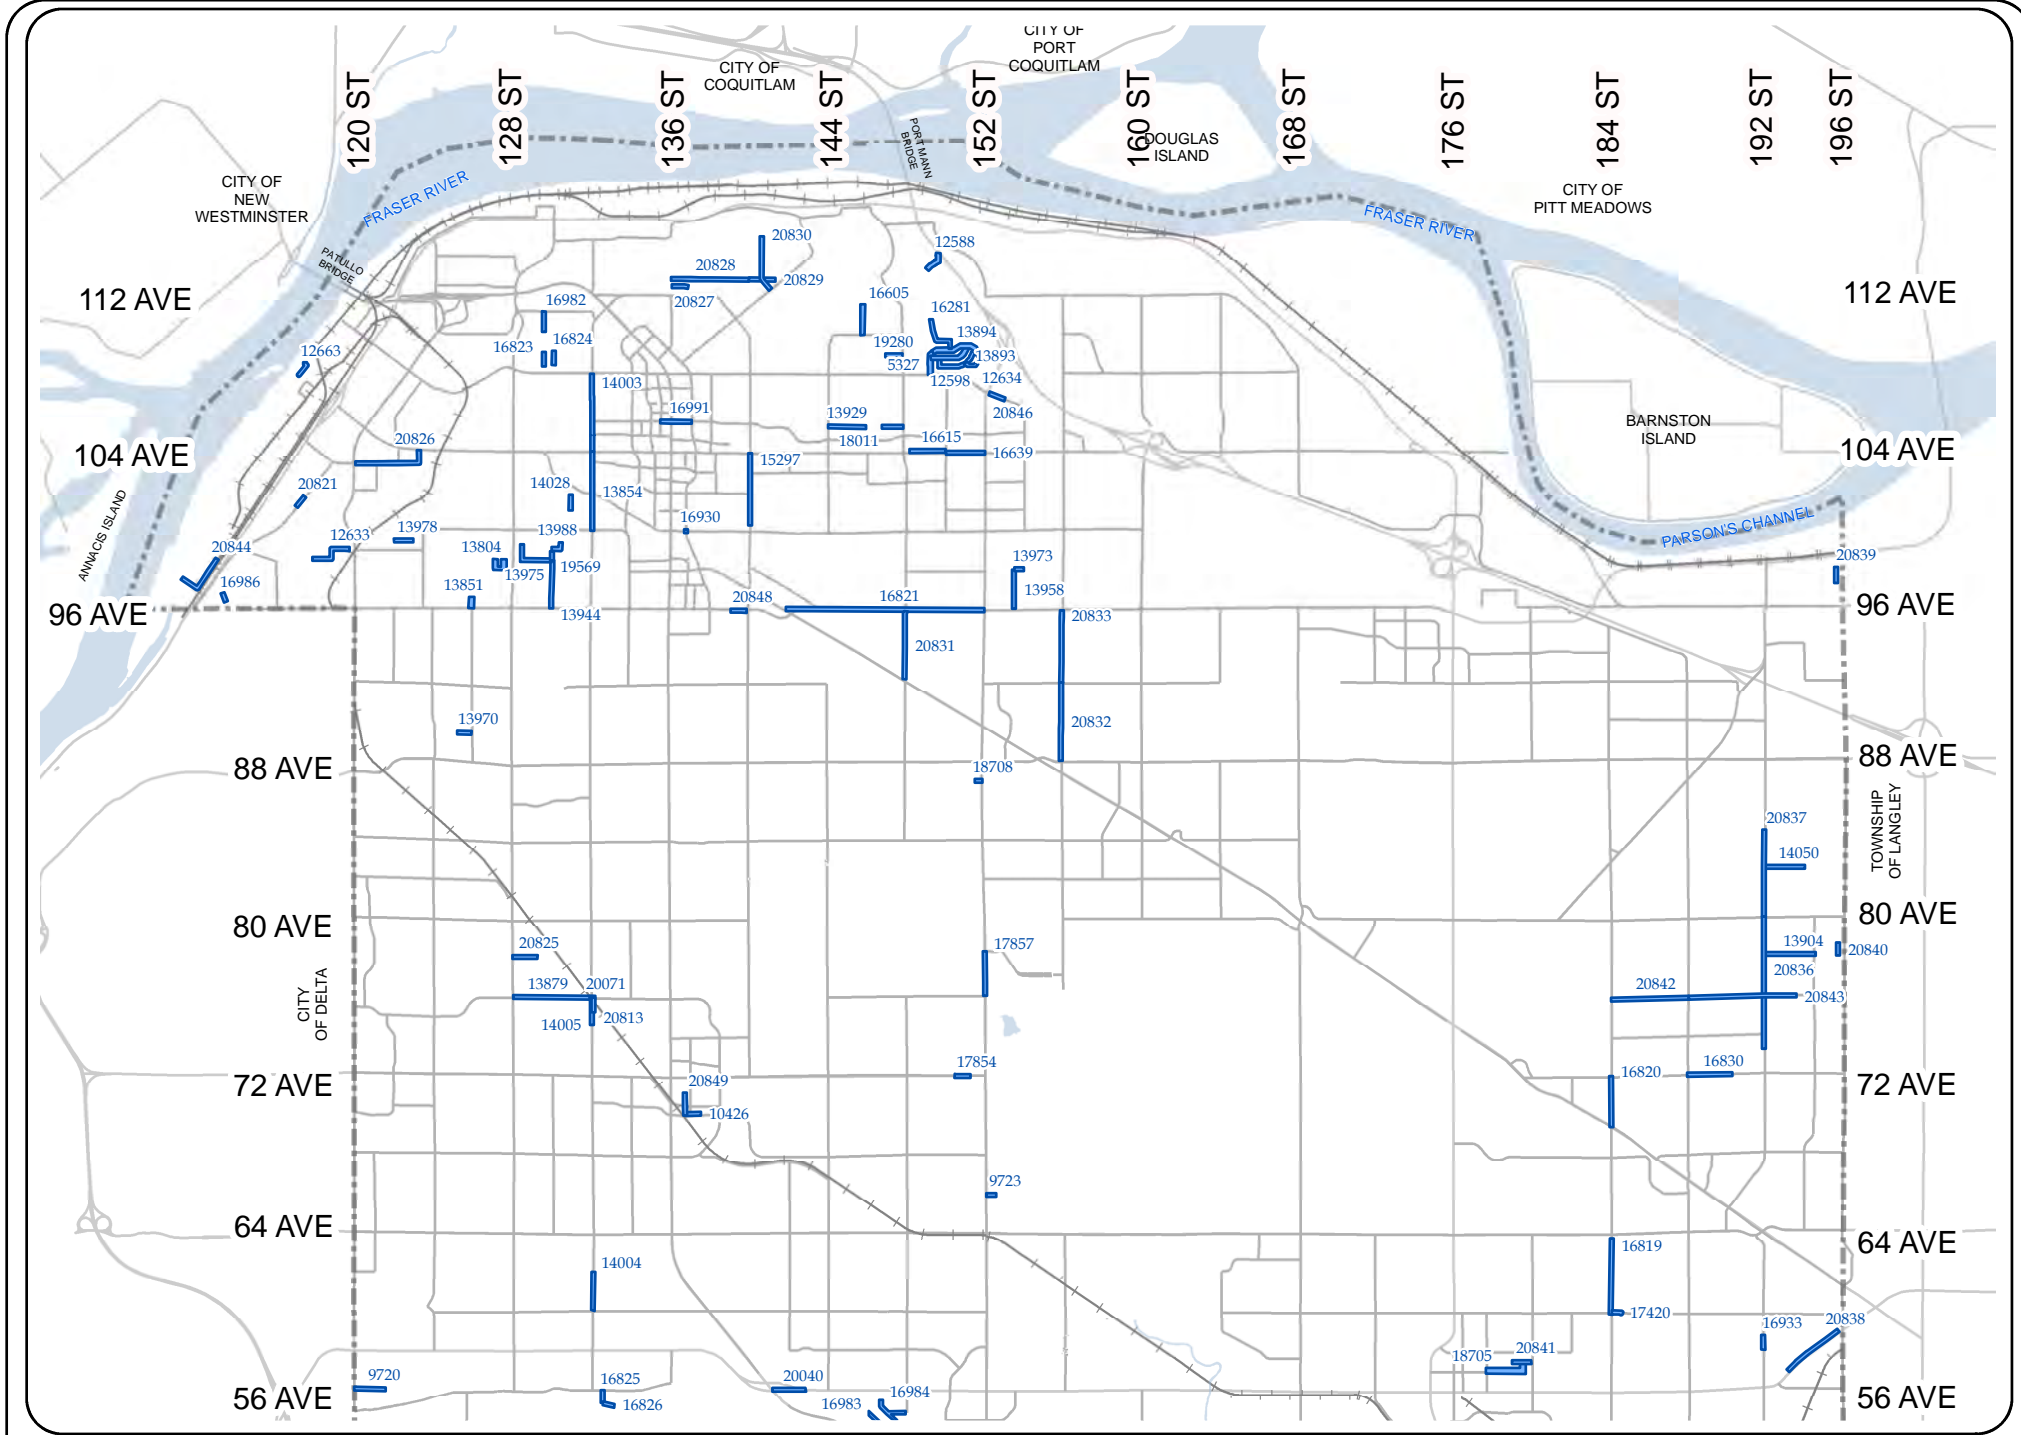 CITY OF
PORT
COQUITLAM
CITY OF
COQUITLAM
120 ST
128 ST
136 ST
144 ST
152 ST
160 ST
168 ST
176 ST
184 ST
192 ST
196 ST
PORT MANN
BRIDGE
DOUGLAS
ISLAND
CITY OF
NEW
WESTMINSTER
FRASER RIVER
CITY OF
PITT MEADOWS
FRASER RIVER
PATULLO
BRIDGE
20830
12588
20828
20829
20827
112 AVE
112 AVE
16982
16605
16281
16823
16824
13894
19280
13893
5327
12663
12598
12634
14003
16991
13929
20846
18011
BARNSTON
ISLAND
20826
16615
16639
104 AVE
104 AVE
15297
20821
14028
13854
ANNACIS ISLAND
16930
PARSON'S CHANNEL
12633
13978
13988
20844
13804
13975
19569
13973
20839
16986
13851
13944
20848
16821
13958
20833
96 AVE
96 AVE
20831
13970
20832
88 AVE
18708
88 AVE
TOWNSHIP
OF LANGLEY
20837
14050
80 AVE
80 AVE
20825
17857
13904
20840
CITY
OF DELTA
13879
20071
20836
20842
20843
14005
20813
17854
16820
16830
72 AVE
20849
10426
72 AVE
9723
64 AVE
64 AVE
16819
14004
17420
16933
20838
20841
18705
9720
16825
16826
20040
16984
16983
56 AVE
56 AVE